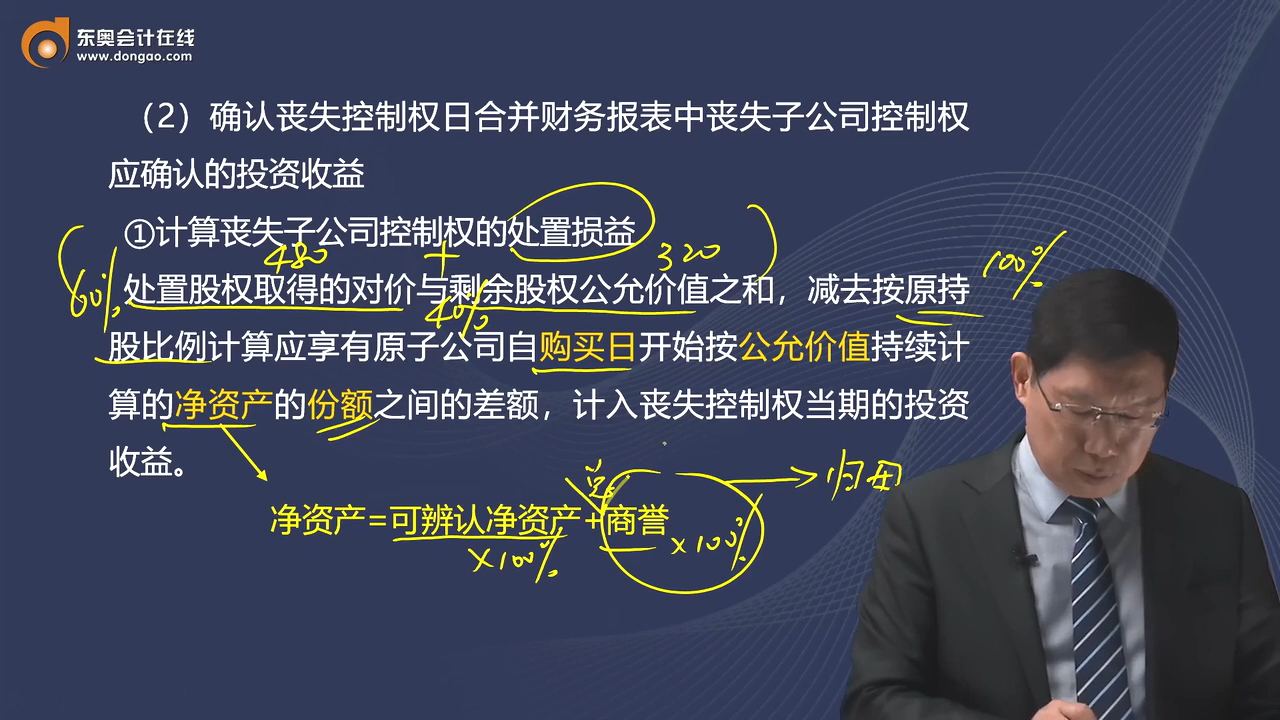 东奥会计在线
www.dongao.com
（2）确认丧失控制权日合并财务报表中丧失子公司控制权
应确认的投资收益
①计算丧失子公司控制权的处置损益
480 + 320 100%
60% 处置股权取得的对价与剩余股权公允价值之和，减去按原持
40%
股比例计算应享有原子公司自购买日开始按公允价值持续计
算的净资产的份额之间的差额，计入丧失控制权当期的投资
收益。
归母
净资产=可辨认净资产+商誉
×100% ×100%